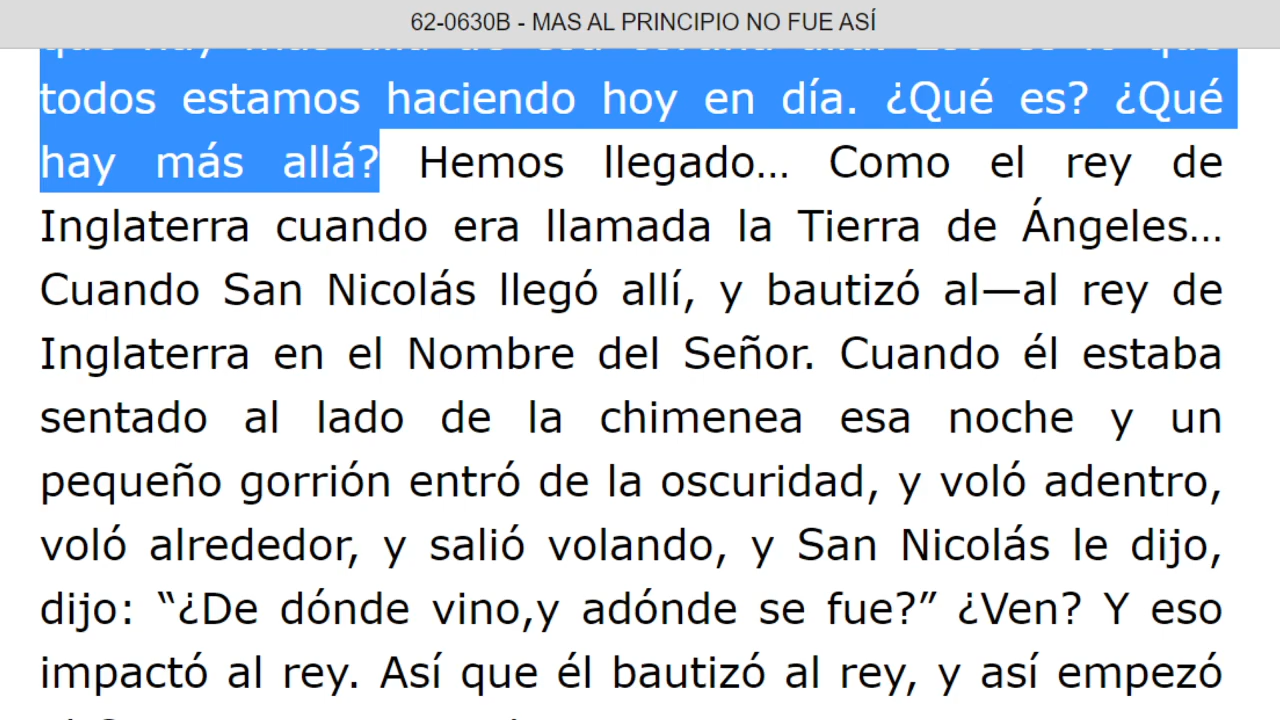 62-0630B - MAS AL PRINCIPIO NO FUE ASÍ
todos estamos haciendo hoy en día. ¿Qué es? ¿Qué
hay más allá? Hemos llegado… Como el rey de
Inglaterra cuando era llamada la Tierra de Ángeles…
Cuando San Nicolás llegó allí, y bautizó al—al rey de
Inglaterra en el Nombre del Señor. Cuando él estaba
sentado al lado de la chimenea esa noche y un
pequeño gorrión entró de la oscuridad, y voló adentro,
voló alrededor, y salió volando, y San Nicolás le dijo,
dijo: “¿De dónde vino,y adónde se fue?” ¿Ven? Y eso
impactó al rey. Así que él bautizó al rey, y así empezó